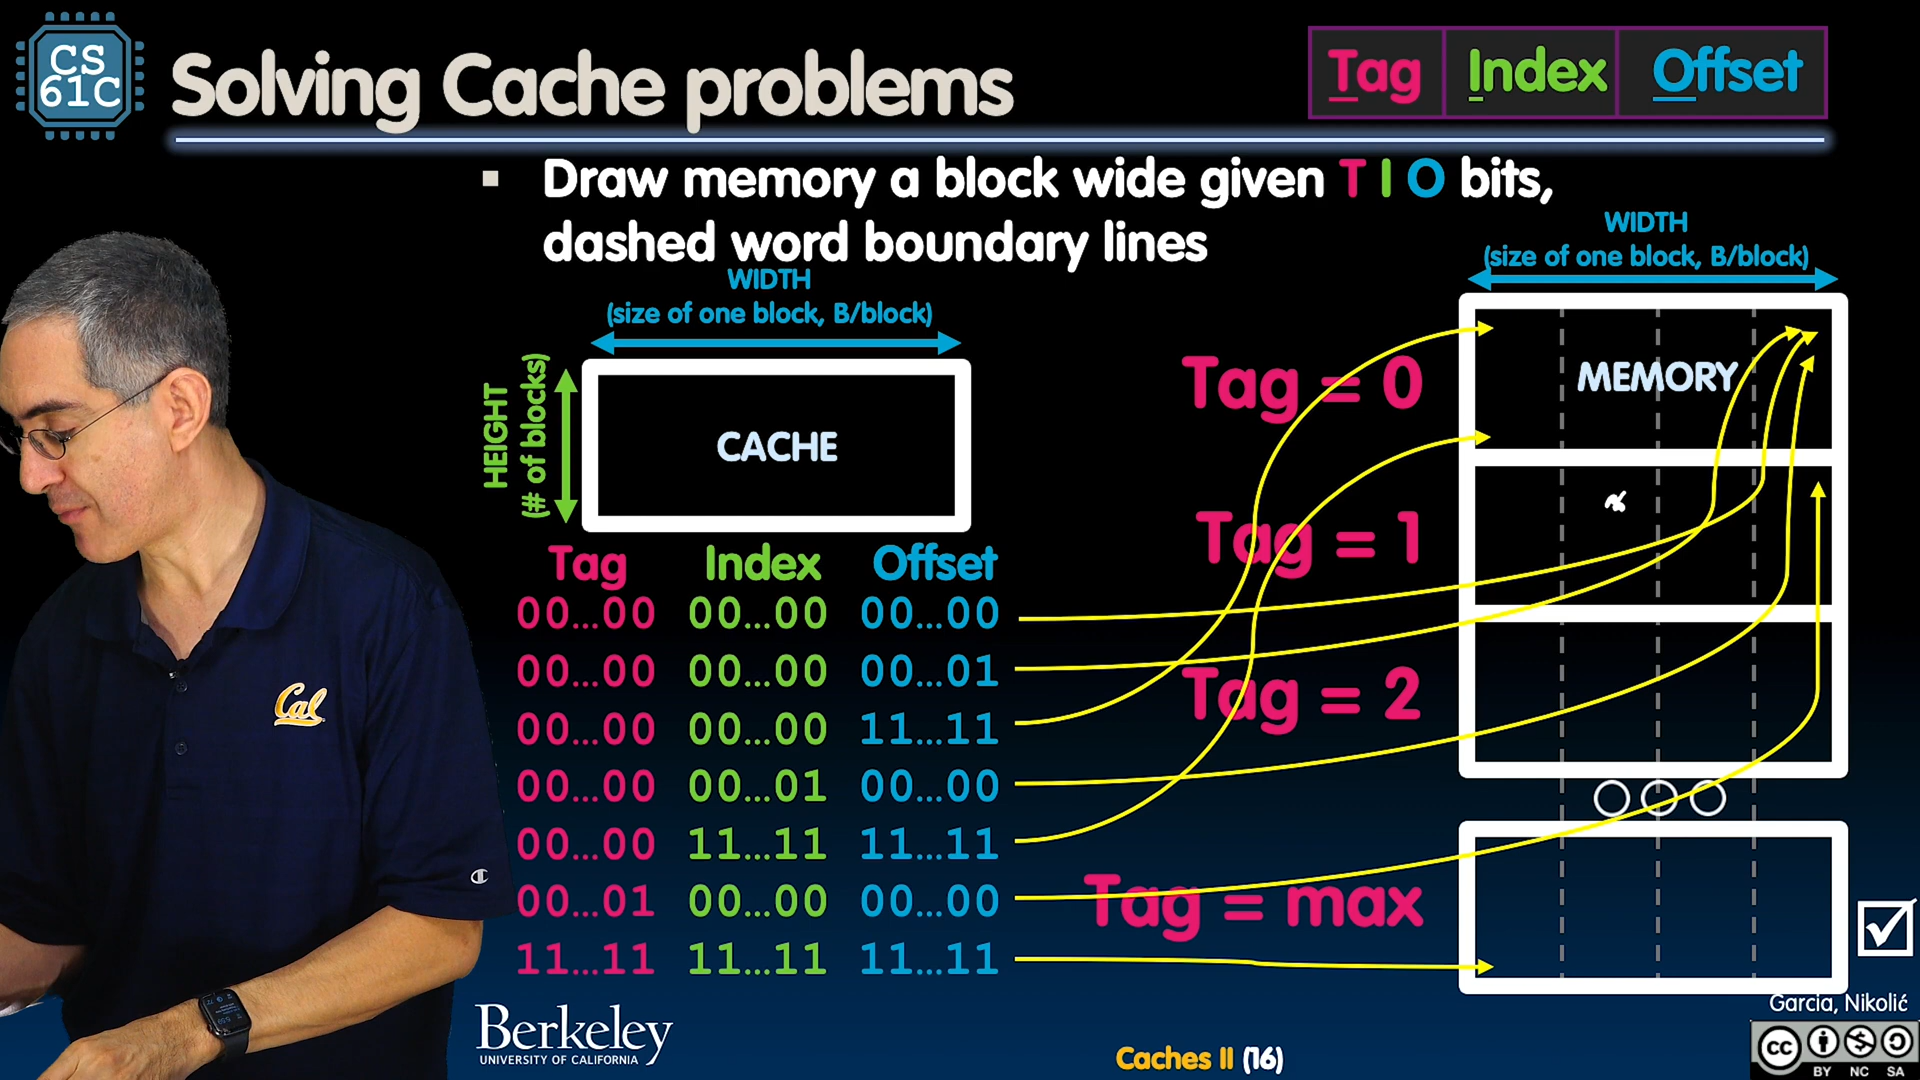 CS
61C
Solving Cache problems
Tag Index Offset
▪ Draw memory a block wide given T I O bits,
dashed word boundary lines
WIDTH
(size of one block, B/block)
WIDTH
(size of one block, B/block)
HEIGHT
(# of blocks)
CACHE
MEMORY
Tag = 0
Tag = 1
Tag = 2
Tag = max
Tag Index Offset
00...00 00...00 00...00
00...00 00...00 00...01
00...00 00...00 11...11
00...00 00...01 00...00
00...00 11...11 11...11
00...01 00...00 00...00
11...11 11...11 11...11
Cal
Berkeley
UNIVERSITY OF CALIFORNIA
Caches II (16)
Garcia, Nikolić
cc
BY NC SA